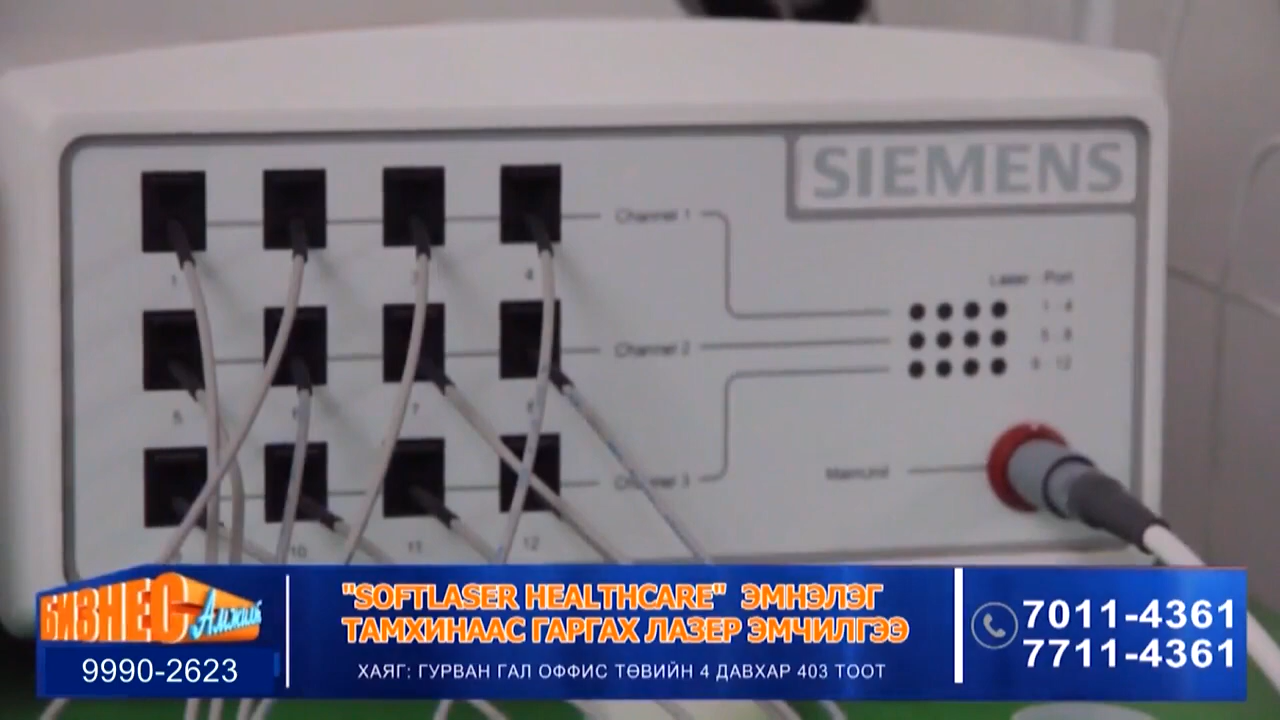 SIEMENS
1
4
Channel 1
Laser - Port
1 - 4
5 - 8
9 - 12
Channel 2
5
7
Channel 3
MainUnit
10
11
12
БИЗНЕС
Амжилт
9990-2623
"SOFTLASER HEALTHCARE" ЭМНЭЛЭГ
ТАМХИНААС ГАРГАХ ЛАЗЕР ЭМЧИЛГЭЭ
ХАЯГ: ГУРВАН ГАЛ ОФФИС ТӨВИЙН 4 ДАВХАР 403 ТООТ
7011-4361
7711-4361